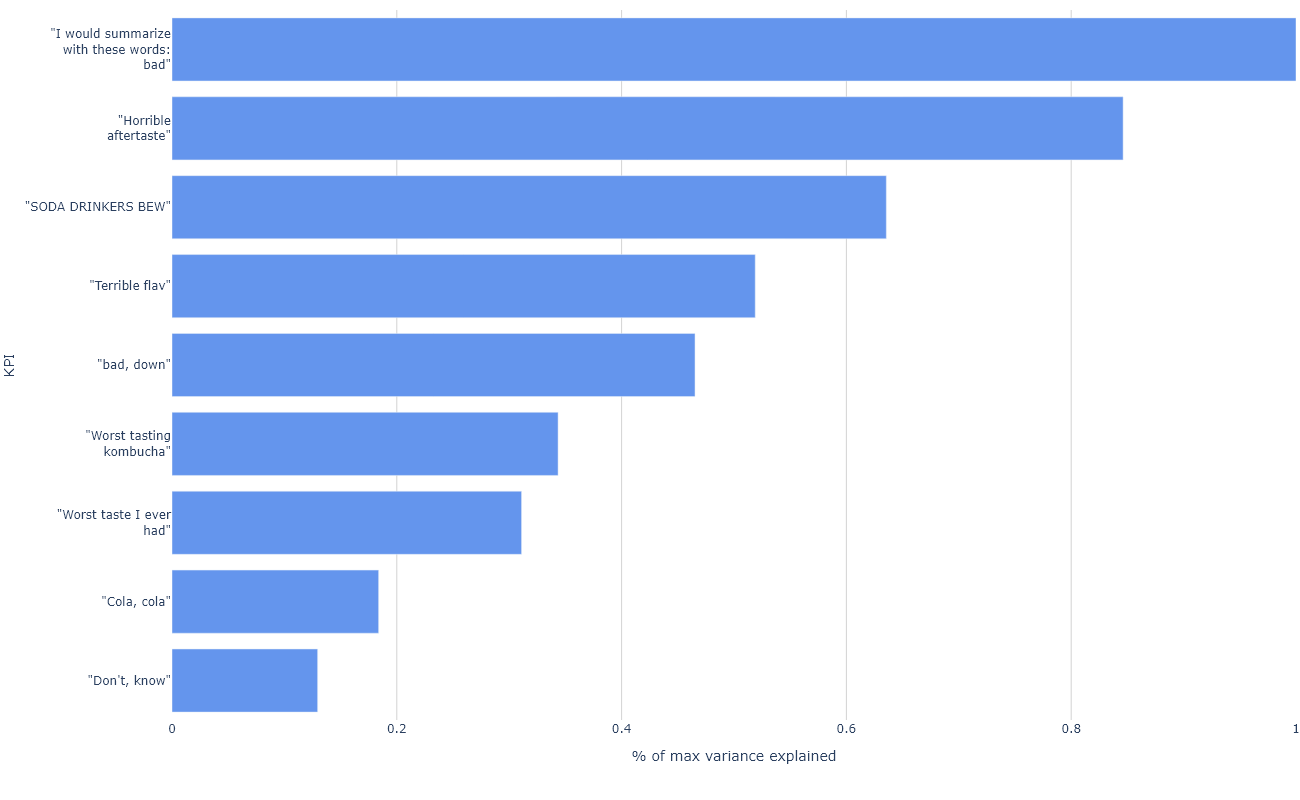 "I would summarize
with these words:
bad"
"Horrible
aftertaste"
"SODA DRINKERS BEW"
"Terrible flav"
"bad, down"
KPI
"Worst tasting
kombucha"
"Worst taste I ever
had"
"Cola, cola"
"Don't, know"
0 0.2 0.4 0.6 0.8 1
% of max variance explained